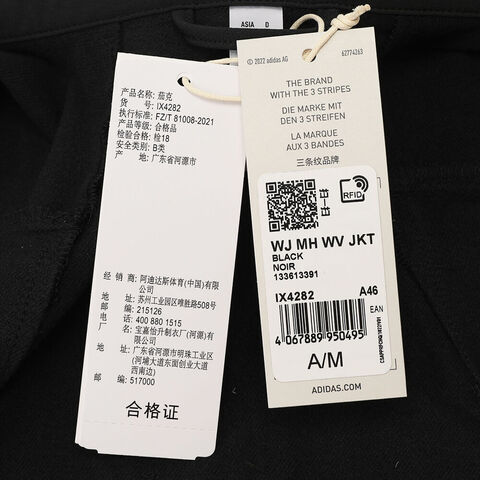 ASIA D
产品名称: 茄克
货 号: IX4282
执行标准: FZ/T 81008-2021
产品等级: 合格品
检验合格: 检18
安全类别: B类
产 地: 广东省河源市
经 销 商: 阿迪达斯体育(中国)有限公司
地 址: 苏州工业园区唯胜路508号
邮 编: 215126
电 话: 400 880 1515
厂 名: 宝嘉怡升制衣厂(河源)有限公司
地 址: 广东省河源市明珠工业区(河埔大道东面创业大道西南边)
邮 编: 517000
合格证
© 2022 adidas AG
62774263
THE BRAND
WITH THE 3 STRIPES
DIE MARKE MIT
DEN 3 STREIFEN
LA MARQUE
AUX 3 BANDES
三条纹品牌
RFID
WJ MH WV JKT
BLACK
NOIR
133613391
IX4282 A46
EAN
4 067889 950495
A/M
ADIDAS.COM